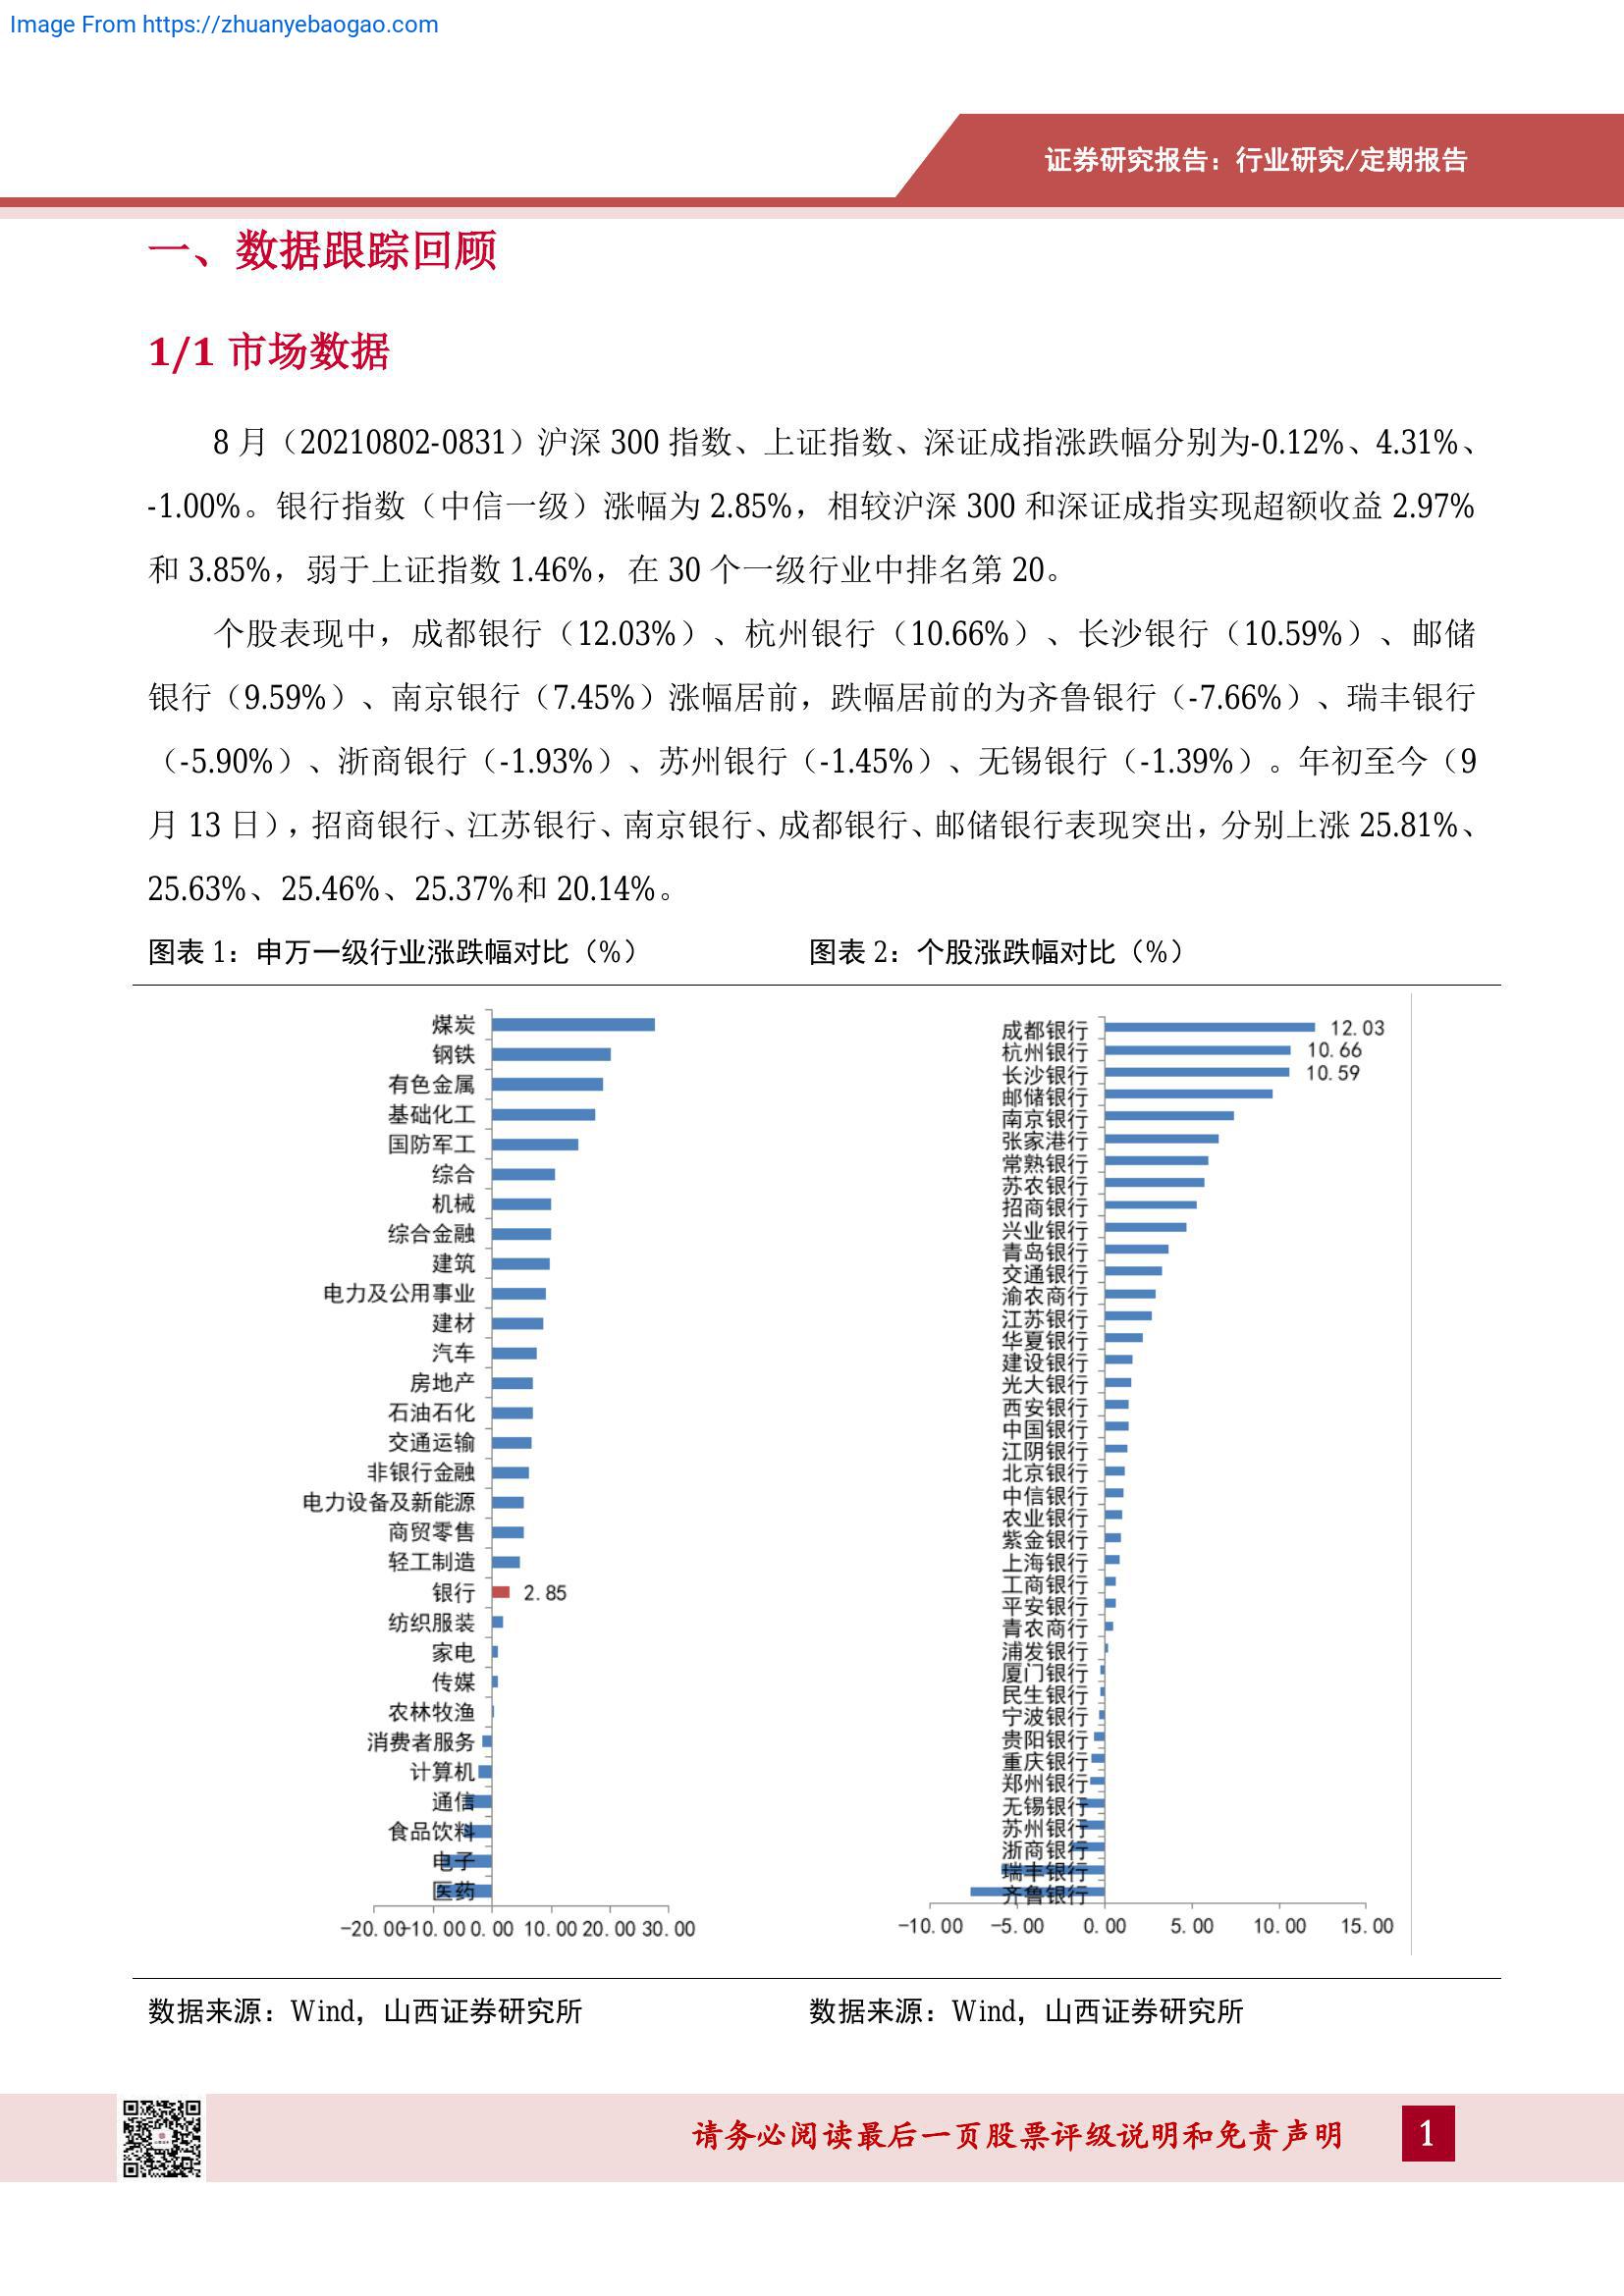 Image From https://zhuanyebaogao.com
证券研究报告：行业研究/定期报告
一、数据跟踪回顾
1/1 市场数据
8 月（20210802-0831）沪深 300 指数、上证指数、深证成指涨跌幅分别为-0.12%、4.31%、
-1.00%。银行指数（中信一级）涨幅为 2.85%，相较沪深 300 和深证成指实现超额收益 2.97%
和 3.85%，弱于上证指数 1.46%，在 30 个一级行业中排名第 20。
个股表现中，成都银行（12.03%）、杭州银行（10.66%）、长沙银行（10.59%）、邮储
银行（9.59%）、南京银行（7.45%）涨幅居前，跌幅居前的为齐鲁银行（-7.66%）、瑞丰银行
（-5.90%）、浙商银行（-1.93%）、苏州银行（-1.45%）、无锡银行（-1.39%）。年初至今（9
月 13 日），招商银行、江苏银行、南京银行、成都银行、邮储银行表现突出，分别上涨 25.81%、
25.63%、25.46%、25.37%和 20.14%。
图表 1：申万一级行业涨跌幅对比（%）
煤炭
钢铁
有色金属
基础化工
国防军工
综合
机械
综合金融
建筑
电力及公用事业
建材
汽车
房地产
石油石化
交通运输
非银行金融
电力设备及新能源
商贸零售
轻工制造
银行 2.85
纺织服装
家电
传媒
农林牧渔
消费者服务
计算机
通信
食品饮料
电子
医药
-20.00 -10.00 0.00 10.00 20.00 30.00
图表 2：个股涨跌幅对比（%）
成都银行 12.03
杭州银行 10.66
长沙银行 10.59
邮储银行
南京银行
张家港行
常熟银行
苏农银行
招商银行
兴业银行
青岛银行
交通银行
渝农商行
江苏银行
华夏银行
建设银行
光大银行
西安银行
中国银行
江阴银行
北京银行
中信银行
农业银行
紫金银行
上海银行
工商银行
平安银行
青农商行
浦发银行
厦门银行
民生银行
宁波银行
贵阳银行
重庆银行
郑州银行
无锡银行
苏州银行
浙商银行
瑞丰银行
齐鲁银行
-10.00 -5.00 0.00 5.00 10.00 15.00
数据来源：Wind，山西证券研究所
数据来源：Wind，山西证券研究所
请务必阅读最后一页股票评级说明和免责声明
1